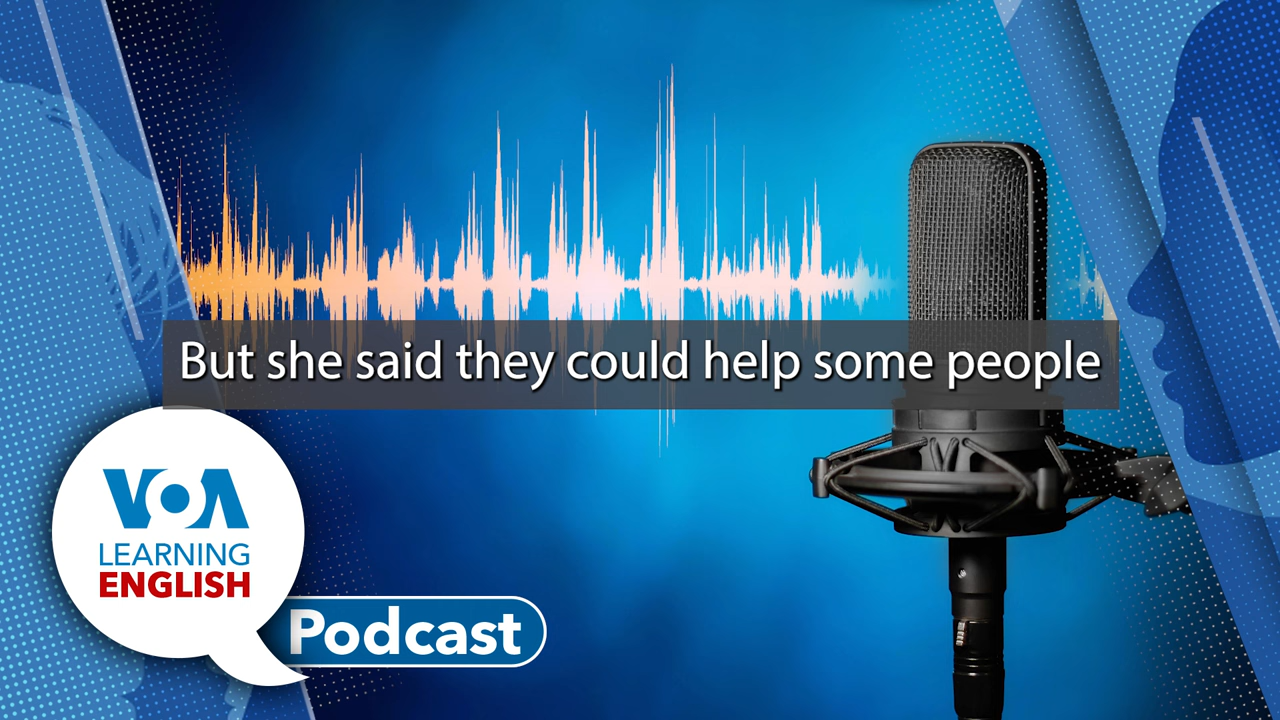 But she said they could help some people
VOA
LEARNING
ENGLISH
Podcast